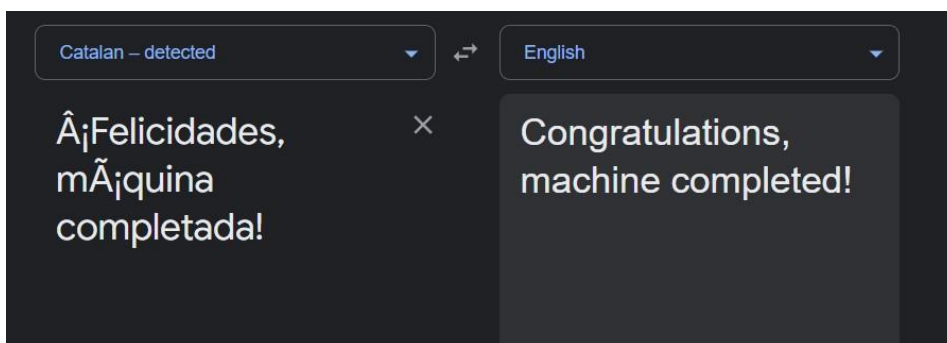 Catalan – detected
English
Â¡Felicidades,
mÃ¡quina
completada!
Congratulations,
machine completed!